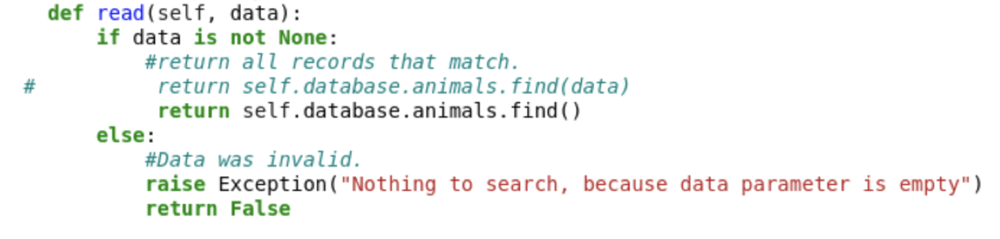 def read(self, data):
if data is not None:
#return all records that match.
# return self.database.animals.find(data)
return self.database.animals.find()
else:
#Data was invalid.
raise Exception("Nothing to search, because data parameter is empty")
return False